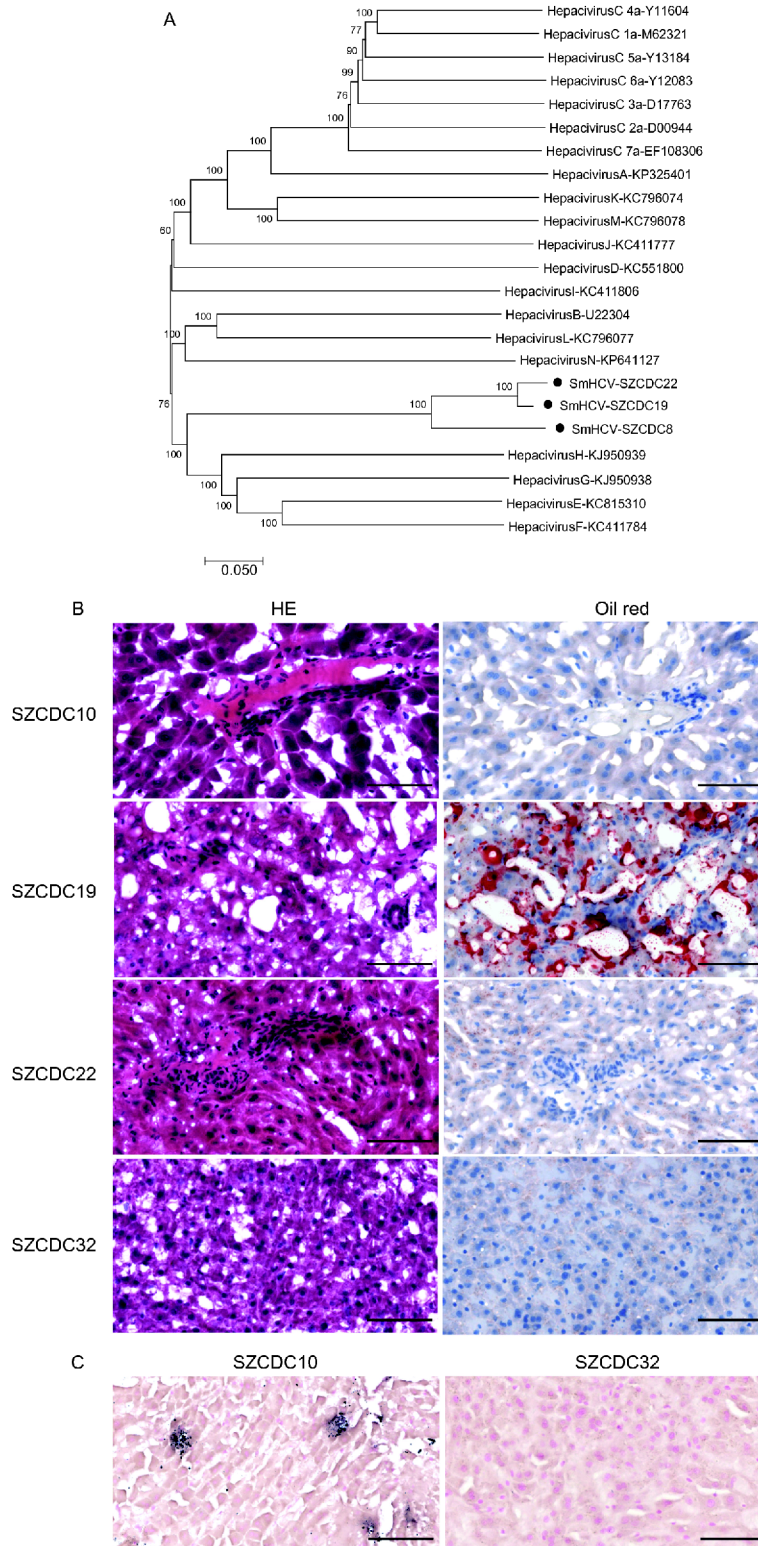 A
HepacivirusC 4a-Y11604
77
100
HepacivirusC 1a-M62321
90
HepacivirusC 5a-Y13184
99
HepacivirusC 6a-Y12083
76
HepacivirusC 3a-D17763
100
HepacivirusC 2a-D00944
100
HepacivirusC 7a-EF108306
HepacivirusA-KP325401
100
HepacivirusK-KC796074
100
HepacivirusM-KC796078
60
HepacivirusJ-KC411777
HepacivirusD-KC551800
HepacivirusI-KC411806
100
HepacivirusB-U22304
100
HepacivirusL-KC796077
HepacivirusN-KP641127
76
100
SmHCV-SZCDC22
100
SmHCV-SZCDC19
SmHCV-SZCDC8
100
HepacivirusH-KJ950939
100
HepacivirusG-KJ950938
100
HepacivirusE-KC815310
100
HepacivirusF-KC411784
0.050
B
HE
Oil red
SZCDC10
SZCDC19
SZCDC22
SZCDC32
C
SZCDC10
SZCDC32